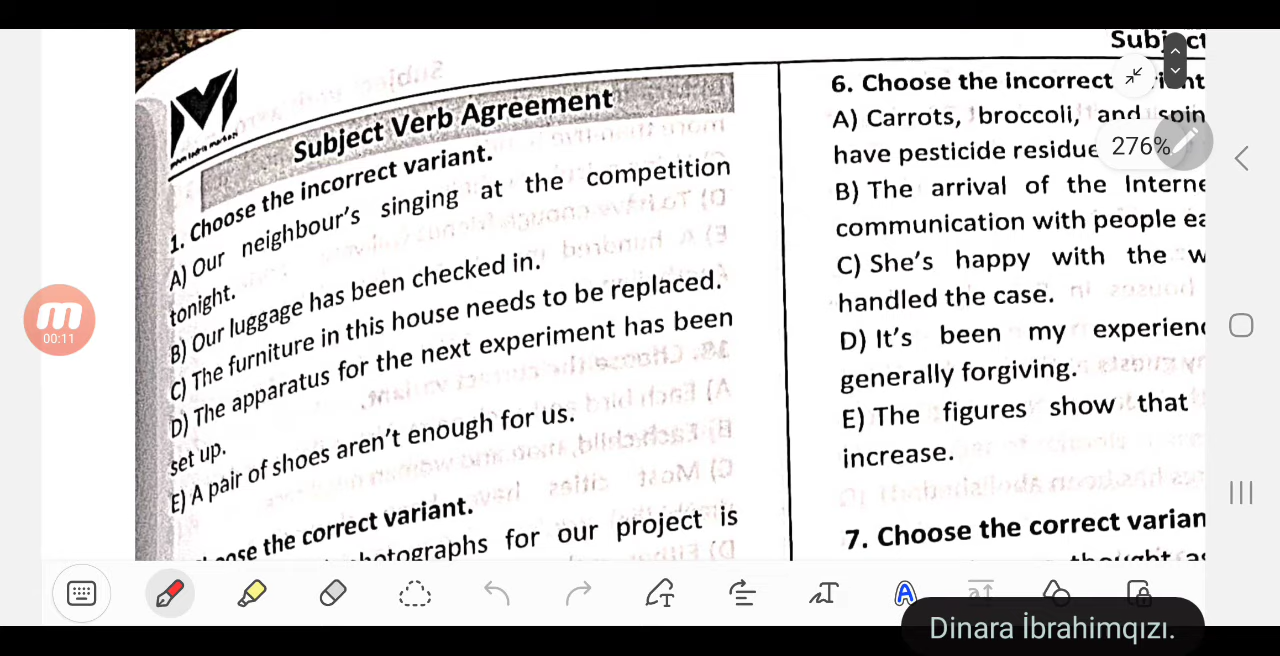 Subject Verb Agreement
1. Choose the incorrect variant.
A) Our neighbour's singing at the competition
tonight.
B) Our luggage has been checked in.
C) The furniture in this house needs to be replaced.
D) The apparatus for the next experiment has been
set up.
E) A pair of shoes aren't enough for us.
the correct variant.
for our project is
6. Choose the incorrect
A) Carrots, broccoli, and spin
have pesticide residue
B) The arrival of the Interne
communication with people ea
C) She's happy with the w
handled the case.
D) It's been my experienc
generally forgiving.
E) The figures show that
increase.
7. Choose the correct varian
276%
00:11
Dinara İbrahimqızı.